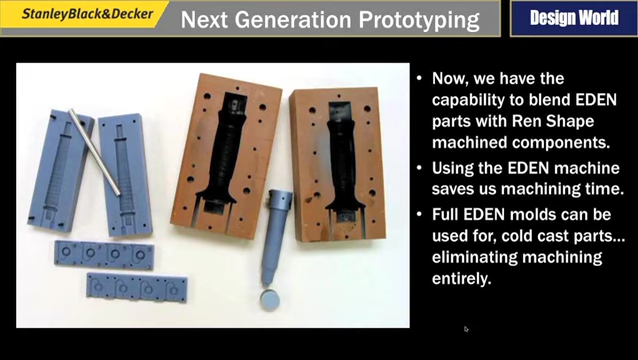 StanleyBlack&Decker
Next Generation Prototyping
Design World
• Now, we have the
capability to blend EDEN
parts with Ren Shape
machined components.
• Using the EDEN machine
saves us machining time.
• Full EDEN molds can be
used for, cold cast parts...
eliminating machining
entirely.